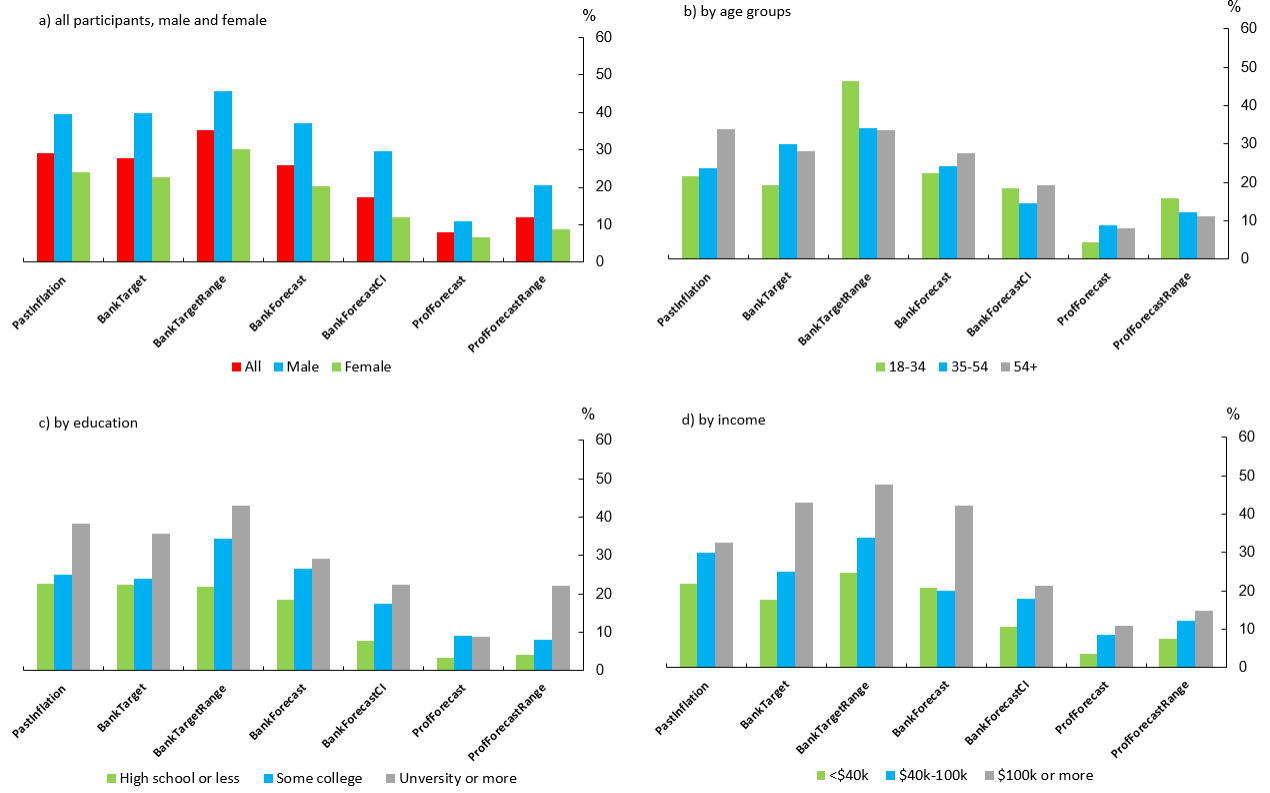 a) all participants, male and female
%
60
50
40
30
20
10
0
PastInflation
BankTarget
BankTargetRange
BankForecast
BankForecastCI
ProfForecast
ProfForecastRange
All Male Female
b) by age groups
%
60
50
40
30
20
10
0
PastInflation
BankTarget
BankTargetRange
BankForecast
BankForecastCI
ProfForecast
ProfForecastRange
18-34 35-54 54+
c) by education
%
60
50
40
30
20
10
0
PastInflation
BankTarget
BankTargetRange
BankForecast
BankForecastCI
ProfForecast
ProfForecastRange
High school or less Some college Unversity or more
d) by income
%
60
50
40
30
20
10
0
PastInflation
BankTarget
BankTargetRange
BankForecast
BankForecastCI
ProfForecast
ProfForecastRange
<$40k $40k-100k $100k or more